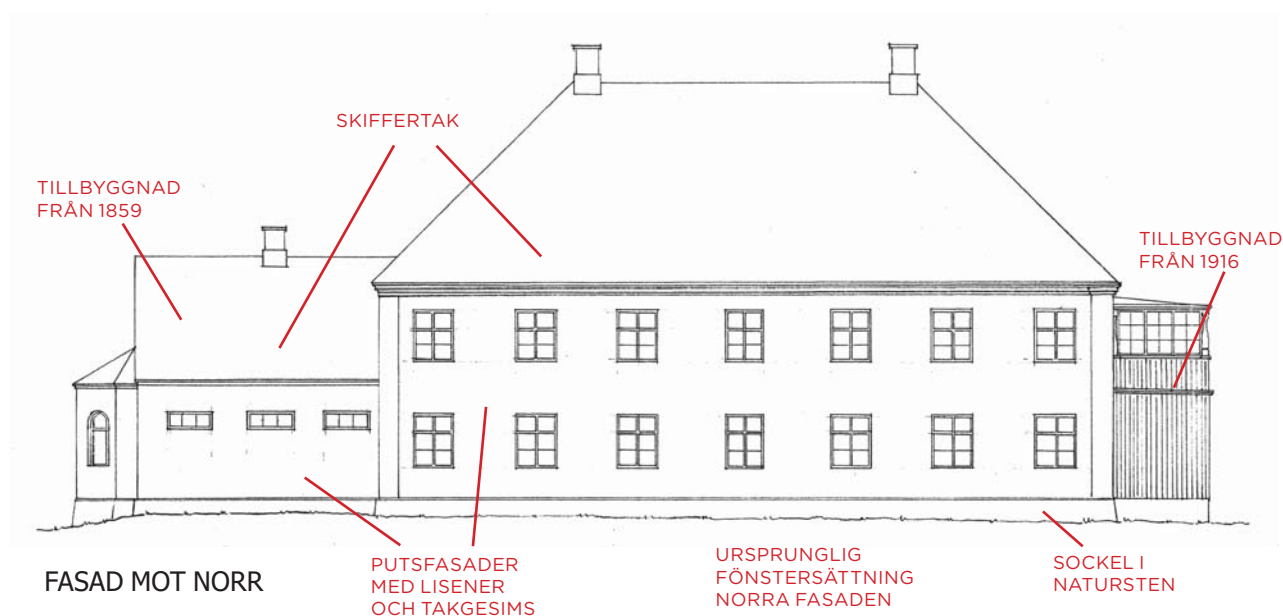 SKIFFERTAK
TILLBYGGNAD
FRÅN 1859
TILLBYGGNAD
FRÅN 1916
FASAD MOT NORR
PUTSFASADER
MED LISENER
OCH TAKGESIMS
URSPRUNGLIG
FÖNSTERSÄTTNING
NORRA FASADEN
SOCKEL I
NATURSTEN